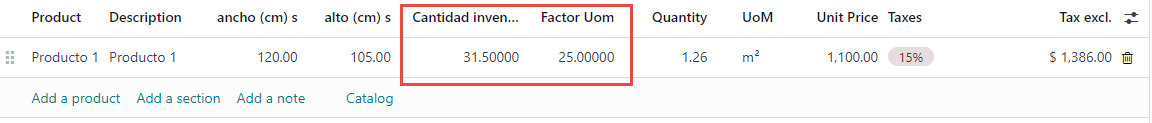 Product Description ancho (cm) s alto (cm) s Cantidad inven... Factor Uom Quantity UoM Unit Price Taxes Tax excl.
Producto 1 Producto 1 120.00 105.00 31.50000 25.00000 1.26 m² 1,100.00 15% $ 1,386.00
Add a product Add a section Add a note Catalog